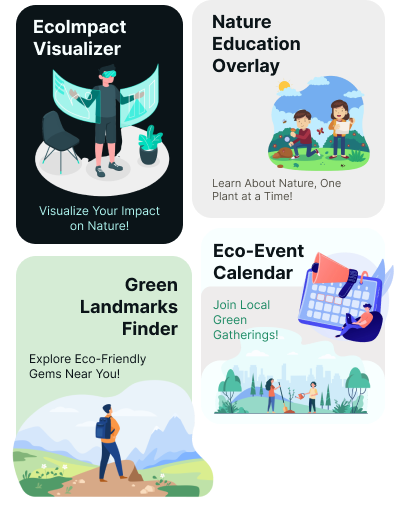 EcoImpact
Visualizer
Visualize Your Impact
on Nature!
Nature
Education
Overlay
Learn About Nature, One
Plant at a Time!
Green
Landmarks
Finder
Explore Eco-Friendly
Gems Near You!
Eco-Event
Calendar
Join Local
Green
Gatherings!